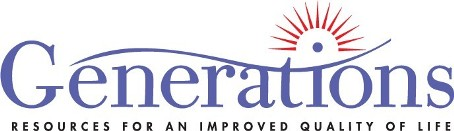 Generations
RESOURCES FOR AN IMPROVED QUALITY OF LIFE